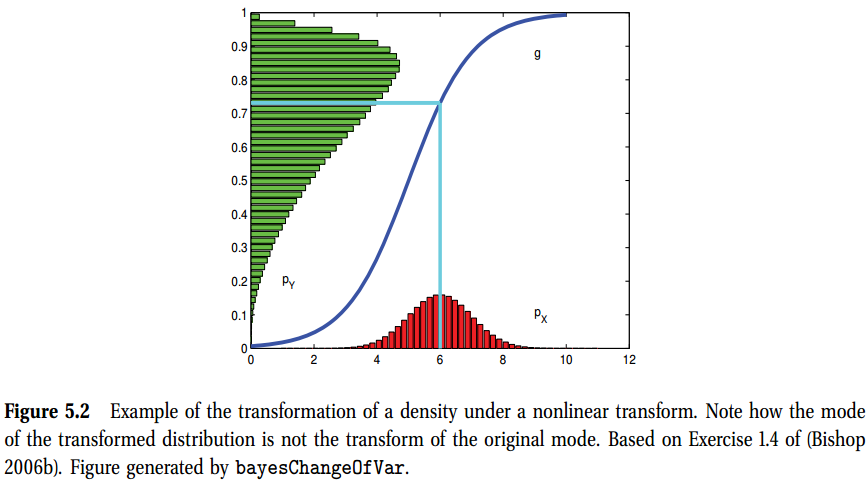 1
0.9
g
0.8
0.7
0.6
0.5
0.4
0.3
0.2
pY
0.1
pX
0
0 2 4 6 8 10 12
Figure 5.2 Example of the transformation of a density under a nonlinear transform. Note how the mode
of the transformed distribution is not the transform of the original mode. Based on Exercise 1.4 of (Bishop
2006b). Figure generated by bayesChangeOfVar.